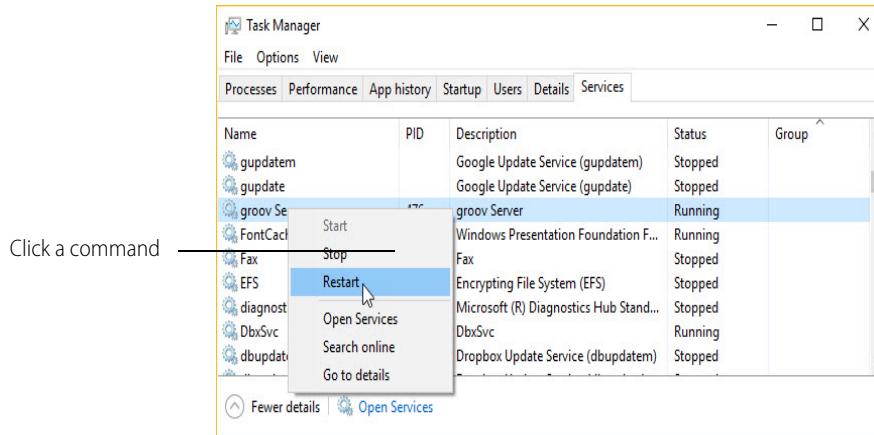 Task Manager
File Options View
Processes Performance App history Startup Users Details Services
Name PID Description Status Group
gupdatem Google Update Service (gupdatem) Stopped
gupdate Google Update Service (gupdate) Stopped
groov Se groov Server Running
FontCach Windows Presentation Foundation F... Running
Fax Fax Stopped
EFS Encrypting File System (EFS) Stopped
diagnost Microsoft (R) Diagnostics Hub Stand... Stopped
DbxSvc DbxSvc Running
dbupdate Dropbox Update Service (dbupdatem) Stopped
Start
Stop
Restart
Open Services
Search online
Go to details
Fewer details Open Services
Click a command